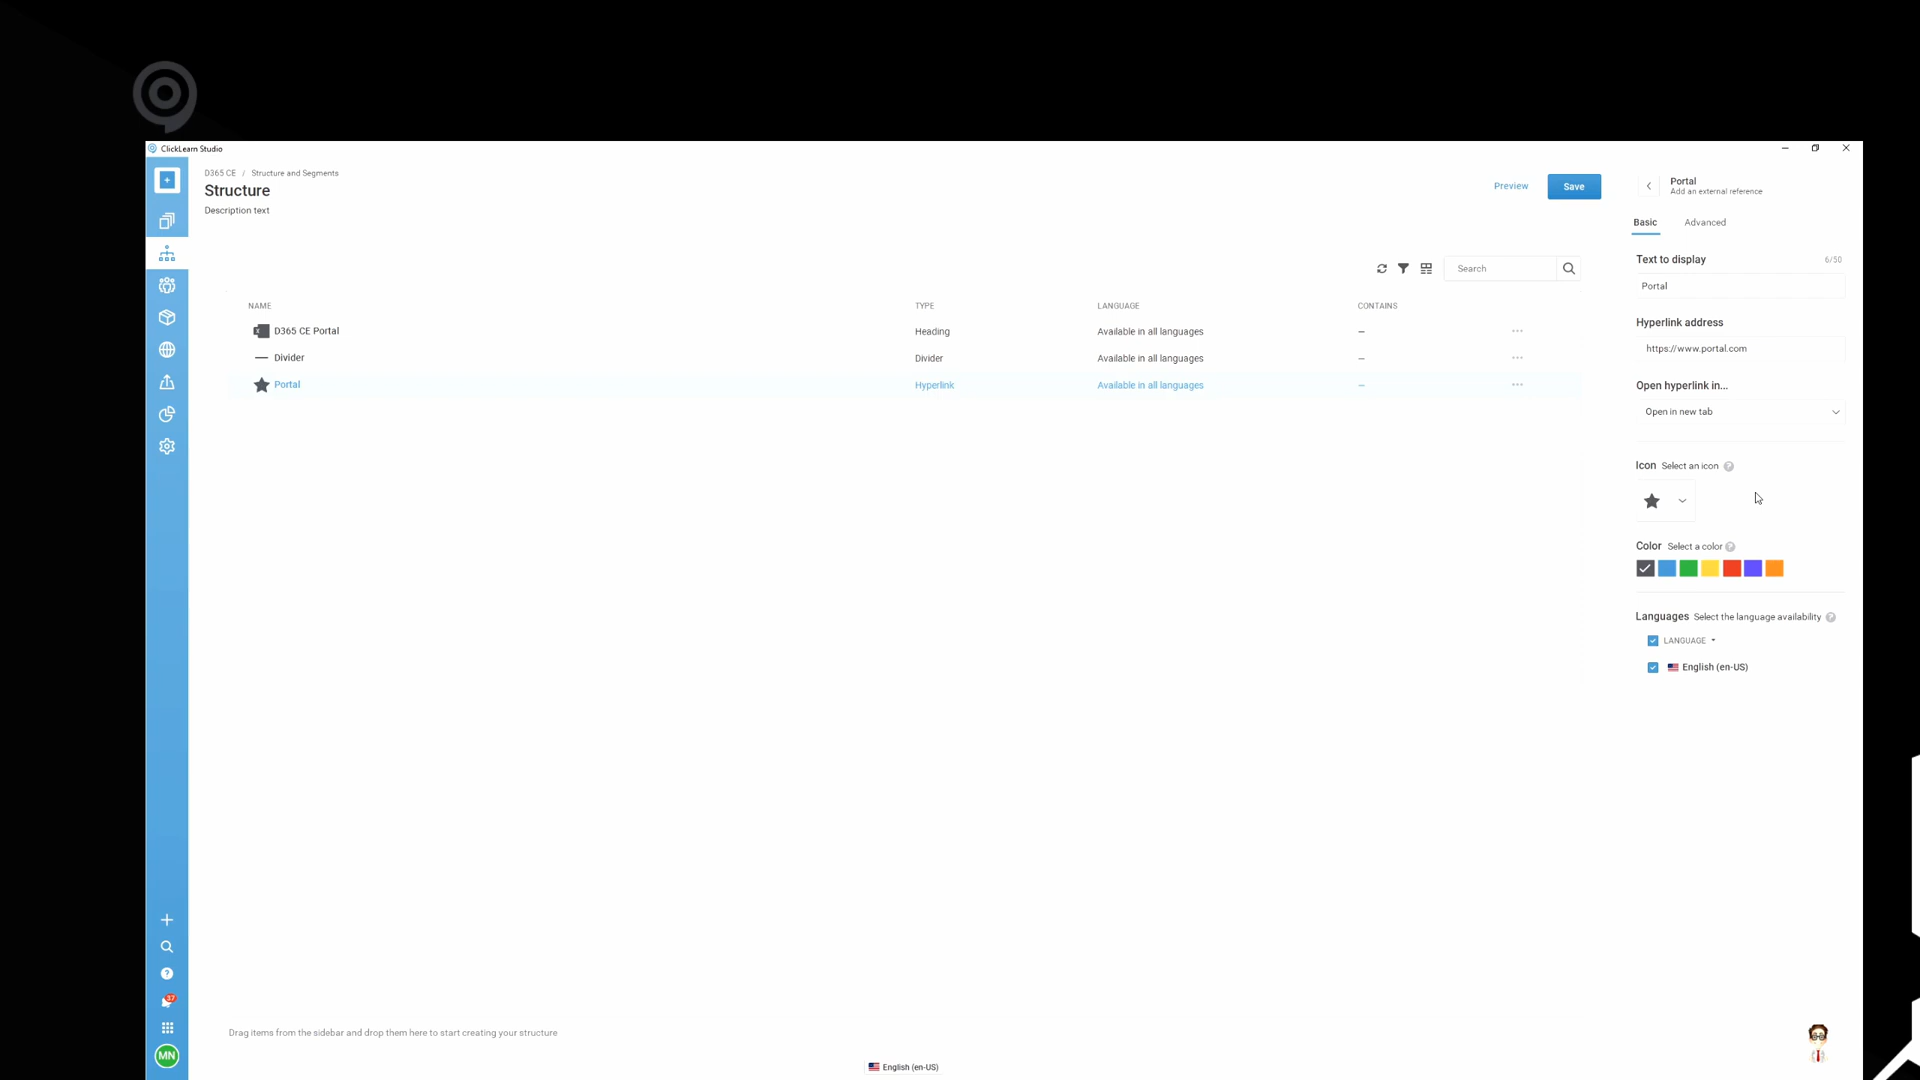 ClickLearn Studio
D365 CE / Structure and Segments
Structure
Description text
Preview
Save
Portal
Add an external reference
Basic
Advanced
Text to display
6/50
Portal
Search
Hyperlink address
https://www.portal.com
NAME
TYPE
LANGUAGE
CONTAINS
D365 CE Portal
Heading
Available in all languages
–
Divider
Divider
Available in all languages
–
Portal
Hyperlink
Available in all languages
–
Open hyperlink in...
Open in new tab
Icon Select an icon
Color Select a color
Languages Select the language availability
LANGUAGE
English (en-US)
37
MN
Drag items from the sidebar and drop them here to start creating your structure
English (en-US)